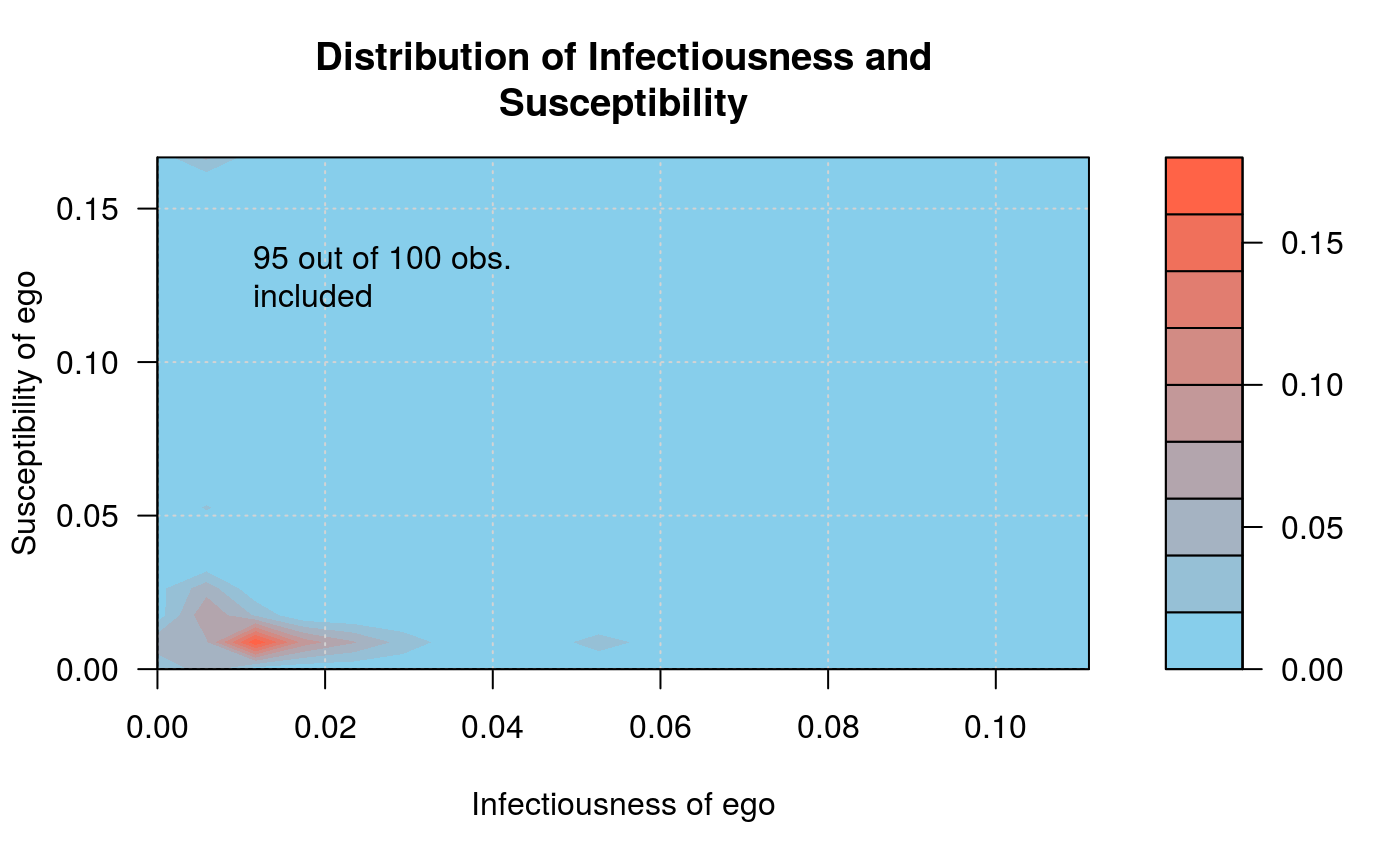 Distribution of Infectiousness and
Susceptibility
95 out of 100 obs.
included
Susceptibility of ego
0.15
0.10
0.05
0.00
0.00 0.02 0.04 0.06 0.08 0.10
Infectiousness of ego
0.15
0.10
0.05
0.00